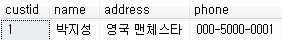 custid name address phone
1 박지성 영국 맨체스타 000-5000-0001